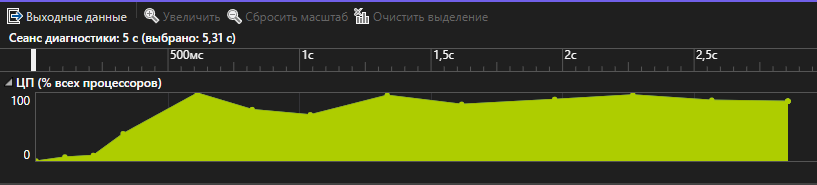 Выходные данные Увеличить Сбросить масштаб Очистить выделение
Сеанс диагностики: 5 с (выбрано: 5,31 с)
500мс 1с 1,5с 2с 2,5с
ЦП (% всех процессоров)
100
0